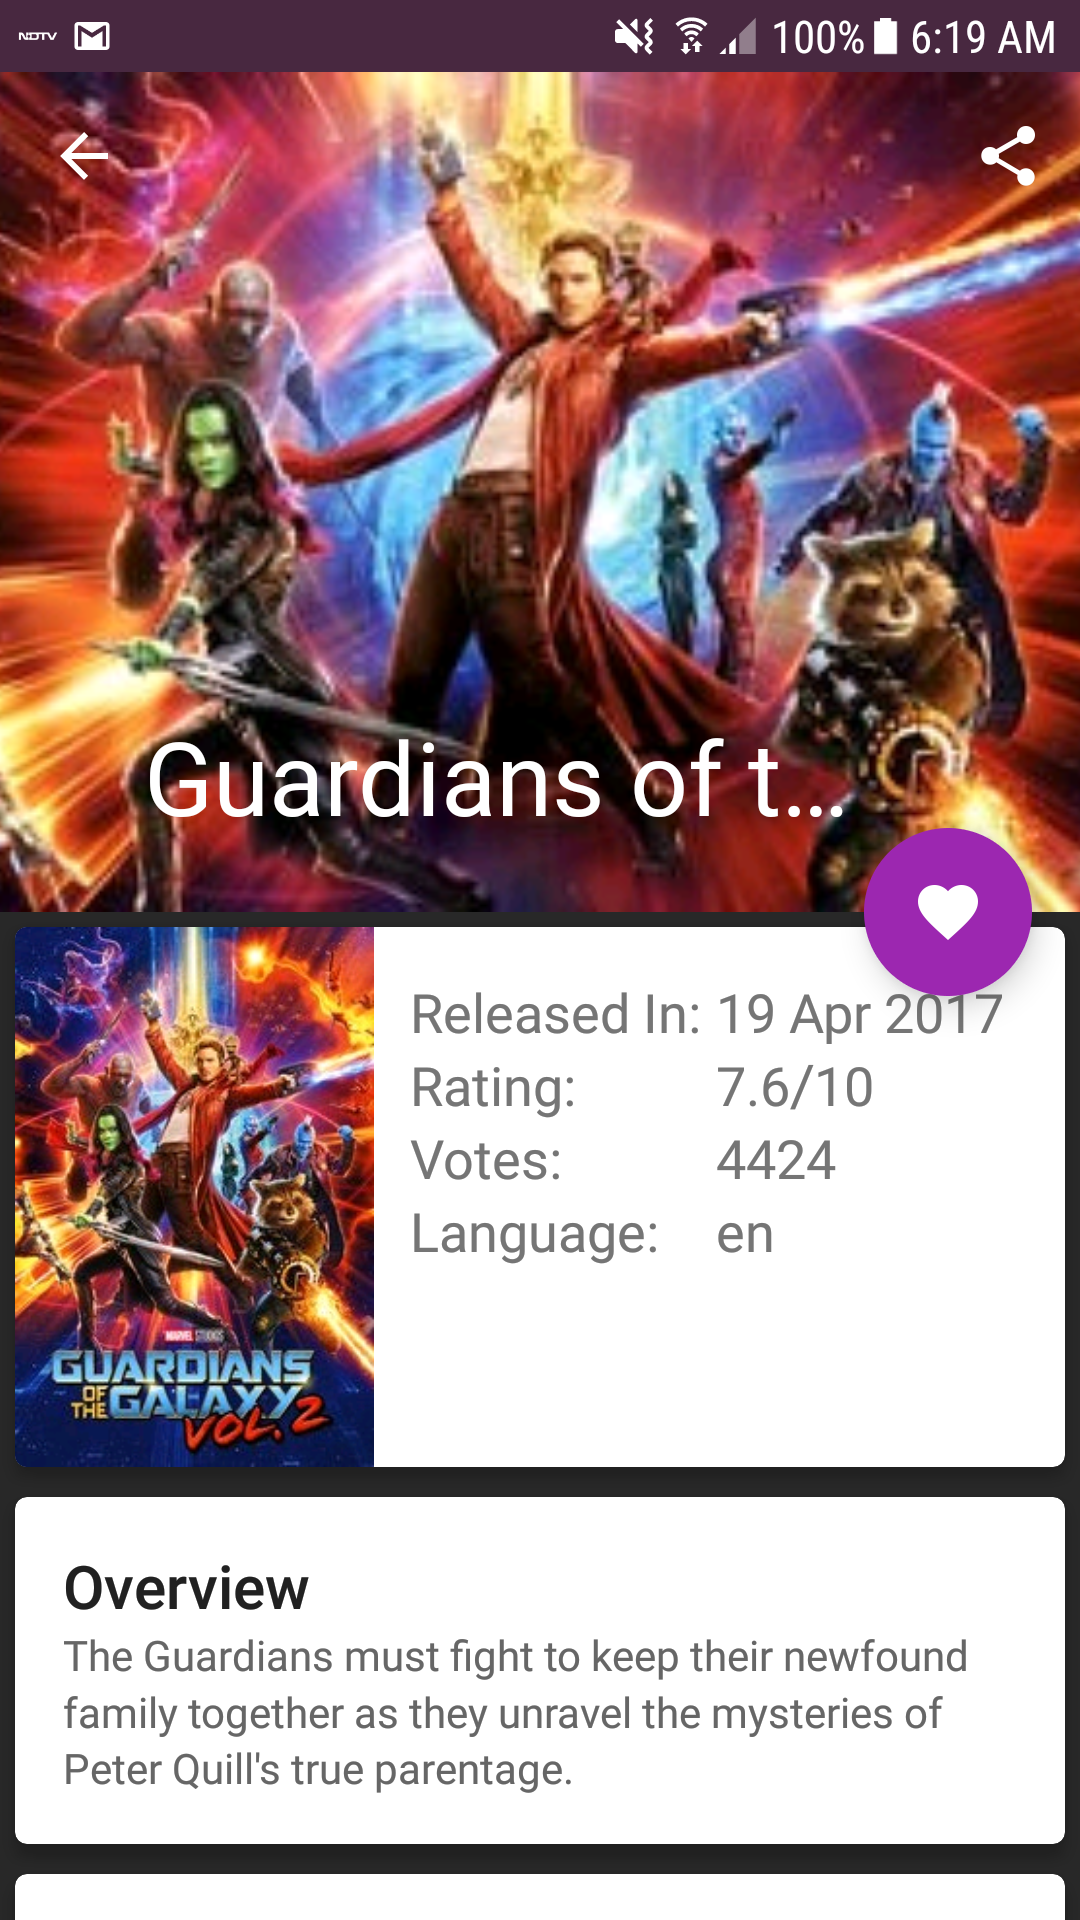 NDTV 100% 6:19 AM
Guardians of t...
Released In: 19 Apr 2017
Rating: 7.6/10
Votes: 4424
Language: en
MARVEL STUDIOS
GUARDIANS
OF THE GALAXY
VOL. 2
Overview
The Guardians must fight to keep their newfound
family together as they unravel the mysteries of
Peter Quill's true parentage.